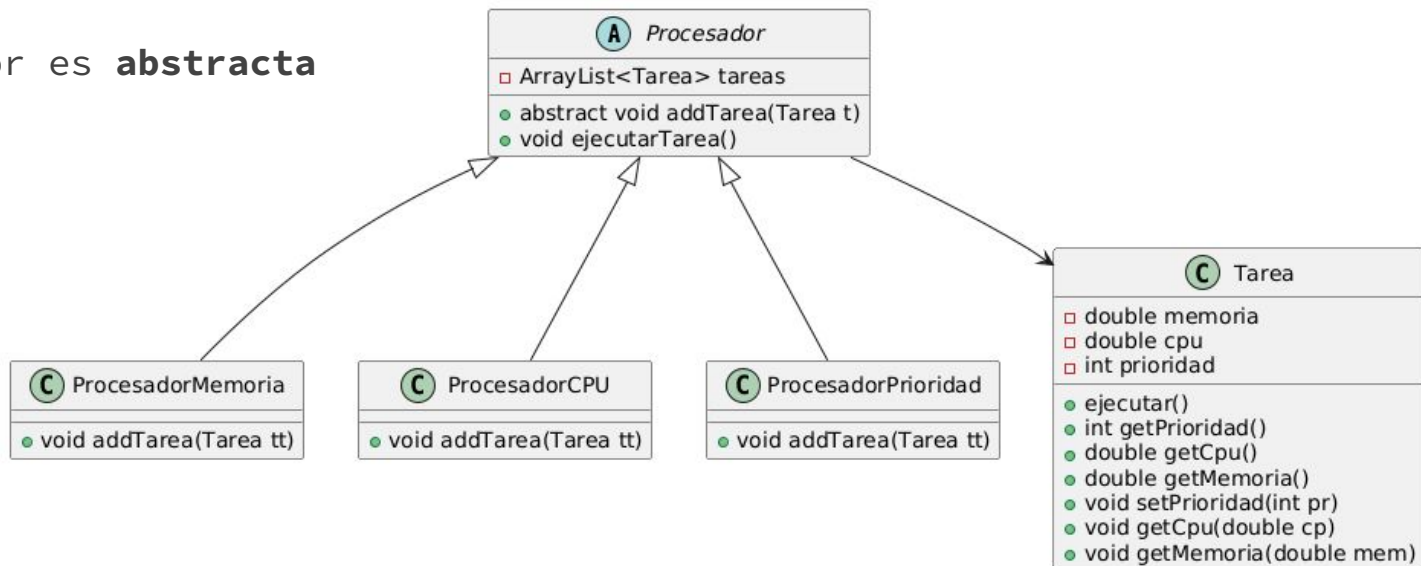 or es abstracta
A Procesador
ArrayList<Tarea> tareas
abstract void addTarea(Tarea t)
void ejecutarTarea()
C ProcesadorMemoria
void addTarea(Tarea tt)
C ProcesadorCPU
void addTarea(Tarea tt)
C ProcesadorPrioridad
void addTarea(Tarea tt)
C Tarea
double memoria
double cpu
int prioridad
ejecutar()
int getPrioridad()
double getCpu()
double getMemoria()
void setPrioridad(int pr)
void getCpu(double cp)
void getMemoria(double mem)